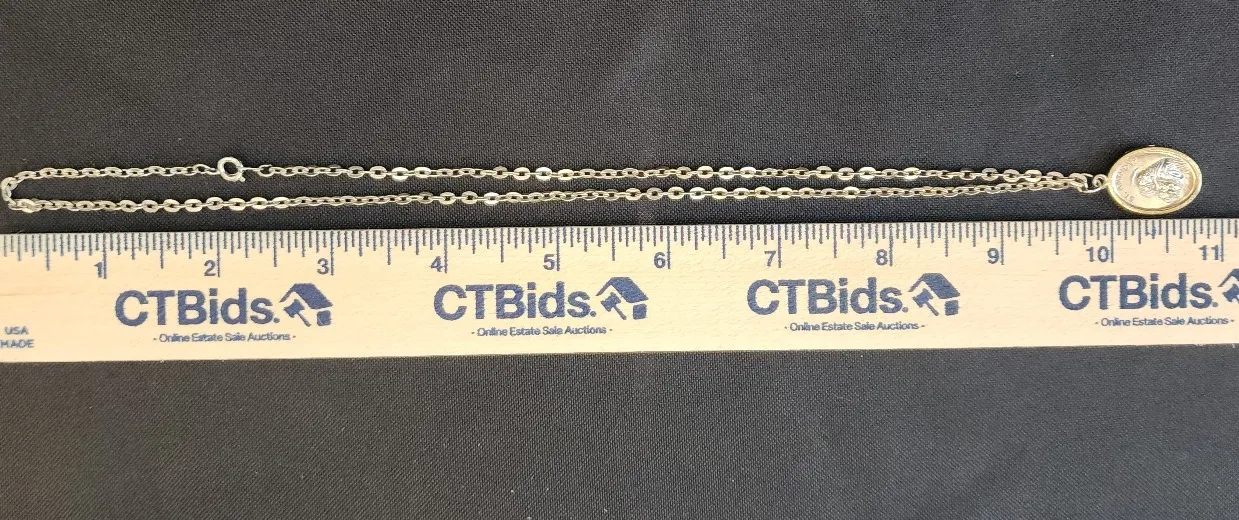 1 2 3 4 5 6 7 8 9 10 11
CTBids. CTBids. CTBids. CTBids.
- Online Estate Sale Auctions - - Online Estate Sale Auctions - - Online Estate Sale Auctions - - Online Estate Sale Auctions -
USA
MADE